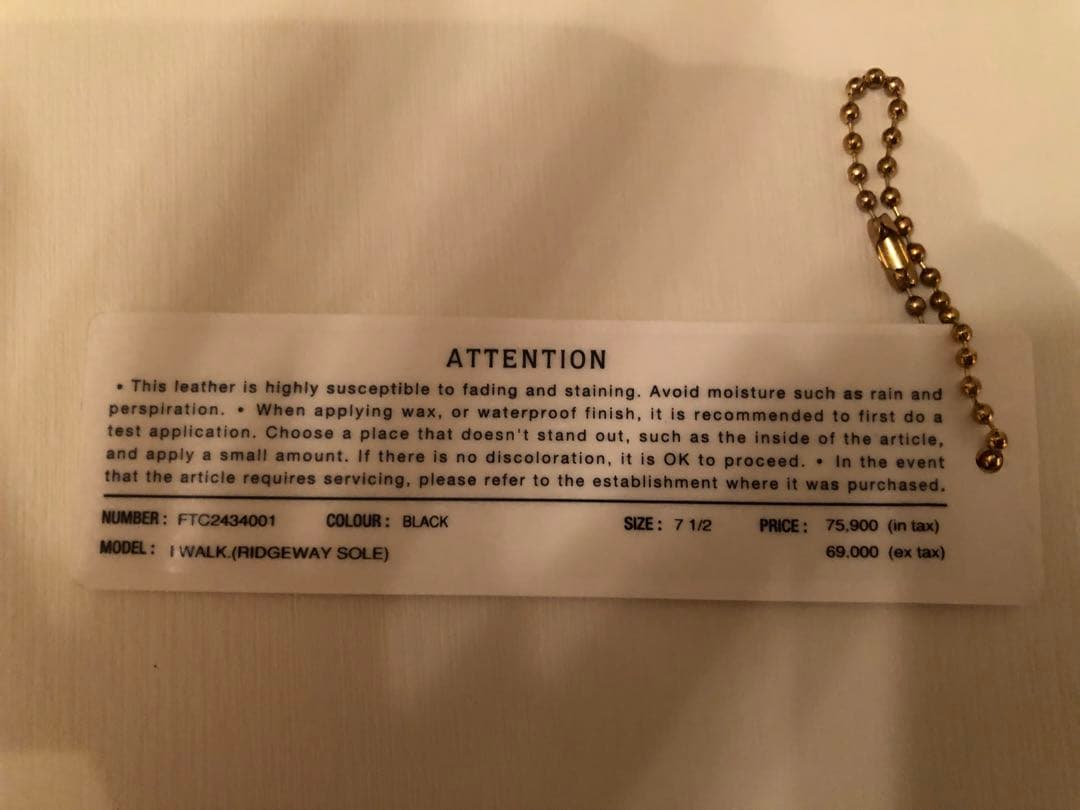 ATTENTION
• This leather is highly susceptible to fading and staining. Avoid moisture such as rain and
perspiration. • When applying wax, or waterproof finish, it is recommended to first do a
test application. Choose a place that doesn't stand out, such as the inside of the article,
and apply a small amount. If there is no discoloration, it is OK to proceed. • In the event
that the article requires servicing, please refer to the establishment where it was purchased.
NUMBER: FTC2434001 COLOUR: BLACK SIZE: 7 1/2 PRICE: 75,900 (in tax)
MODEL: I WALK.(RIDGEWAY SOLE) 69,000 (ex tax)